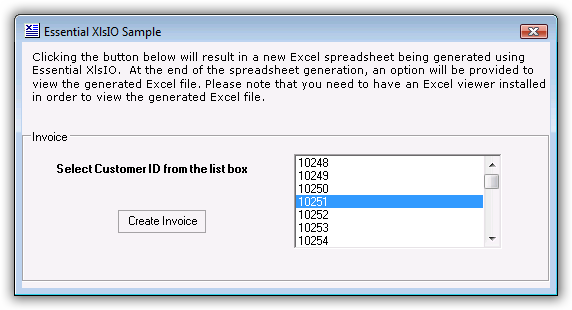 Essential XlsIO Sample
Clicking the button below will result in a new Excel spreadsheet being generated using
Essential XlsIO.  At the end of the spreadsheet generation, an option will be provided to
view the generated Excel file. Please note that you need to have an Excel viewer installed
in order to view the generated Excel file.
Invoice
Select Customer ID from the list box
Create Invoice
10248
10249
10250
10251
10252
10253
10254